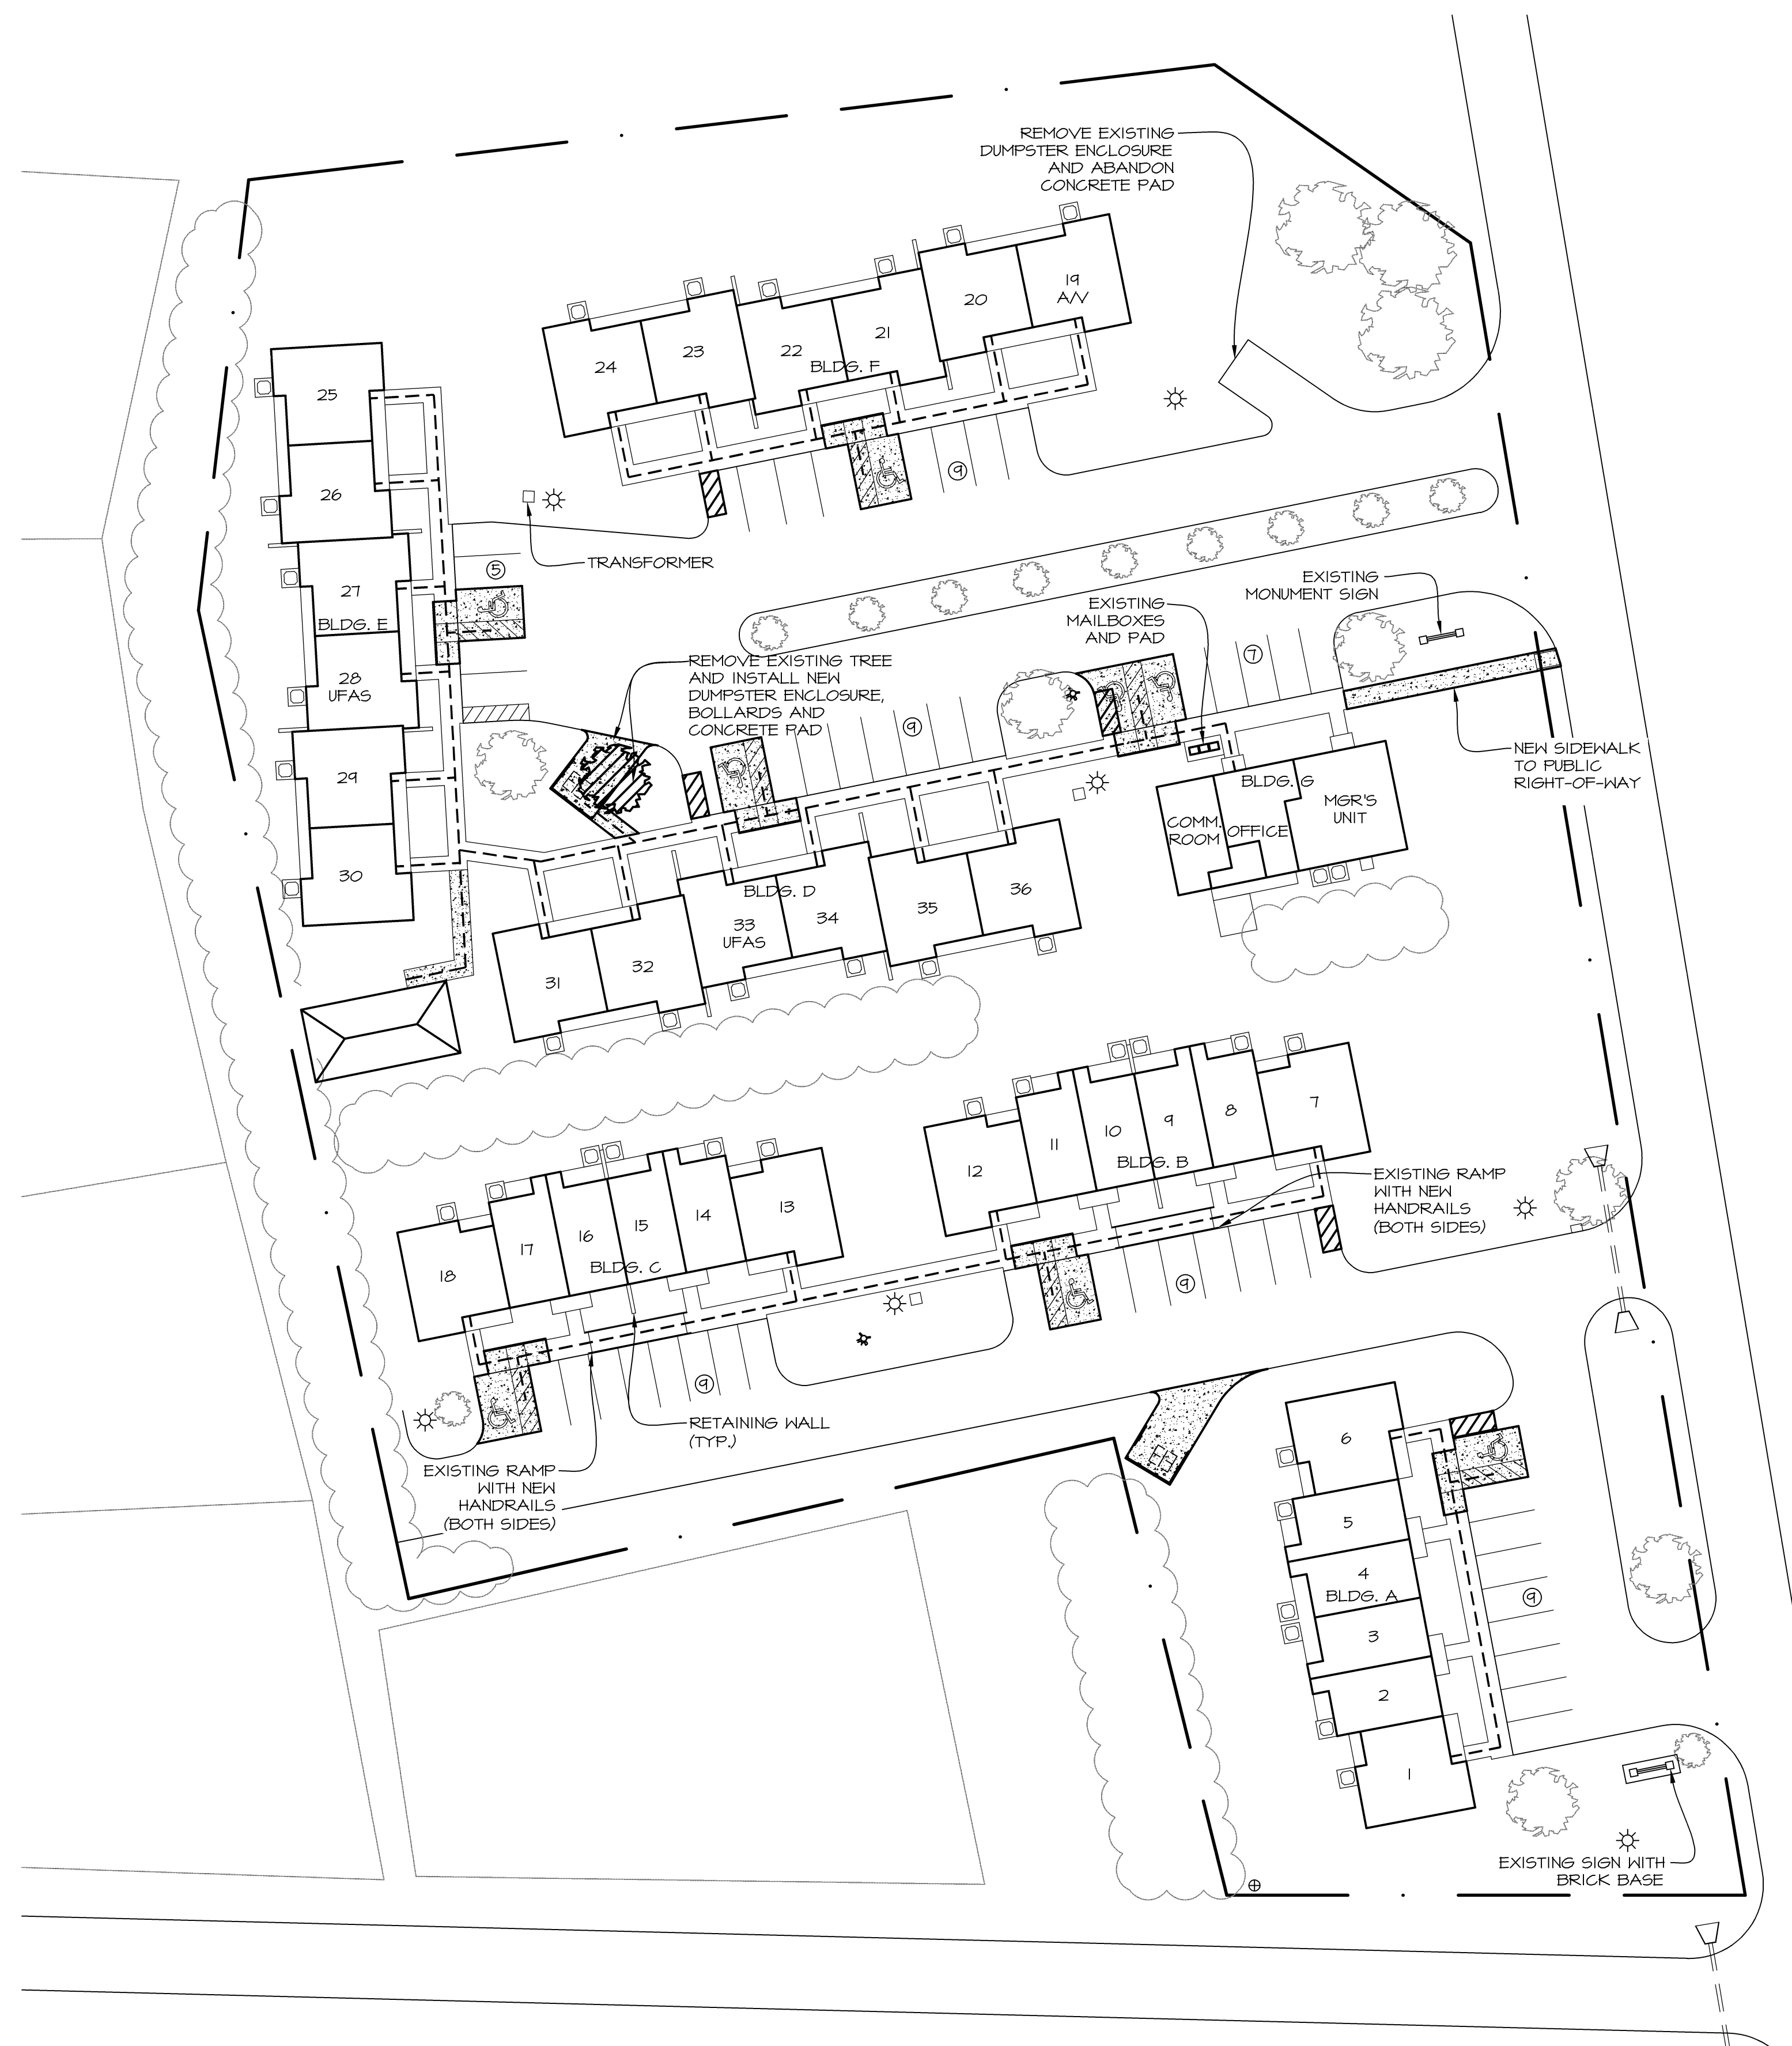 REMOVE EXISTING
DUMPSTER ENCLOSURE
AND ABANDON
CONCRETE PAD
19
A/V
20
21
22
23
24
BLDG. F
9
25
26
27
BLDG. E
28
UFAS
29
30
5
TRANSFORMER
REMOVE EXISTING TREE
AND INSTALL NEW
DUMPSTER ENCLOSURE,
BOLLARDS AND
CONCRETE PAD
9
EXISTING
MAILBOXES
AND PAD
EXISTING
MONUMENT SIGN
7
NEW SIDEWALK
TO PUBLIC
RIGHT-OF-WAY
BLDG. G
COMM.
ROOM
OFFICE
MGR'S
UNIT
BLDG. D
31
32
33
UFAS
34
35
36
12
11
10
9
8
7
BLDG. B
EXISTING RAMP
WITH NEW
HANDRAILS
(BOTH SIDES)
9
18
17
16
15
14
13
BLDG. C
9
RETAINING WALL
(TYP.)
EXISTING RAMP
WITH NEW
HANDRAILS
(BOTH SIDES)
6
5
4
BLDG. A
3
2
1
9
EXISTING SIGN WITH
BRICK BASE